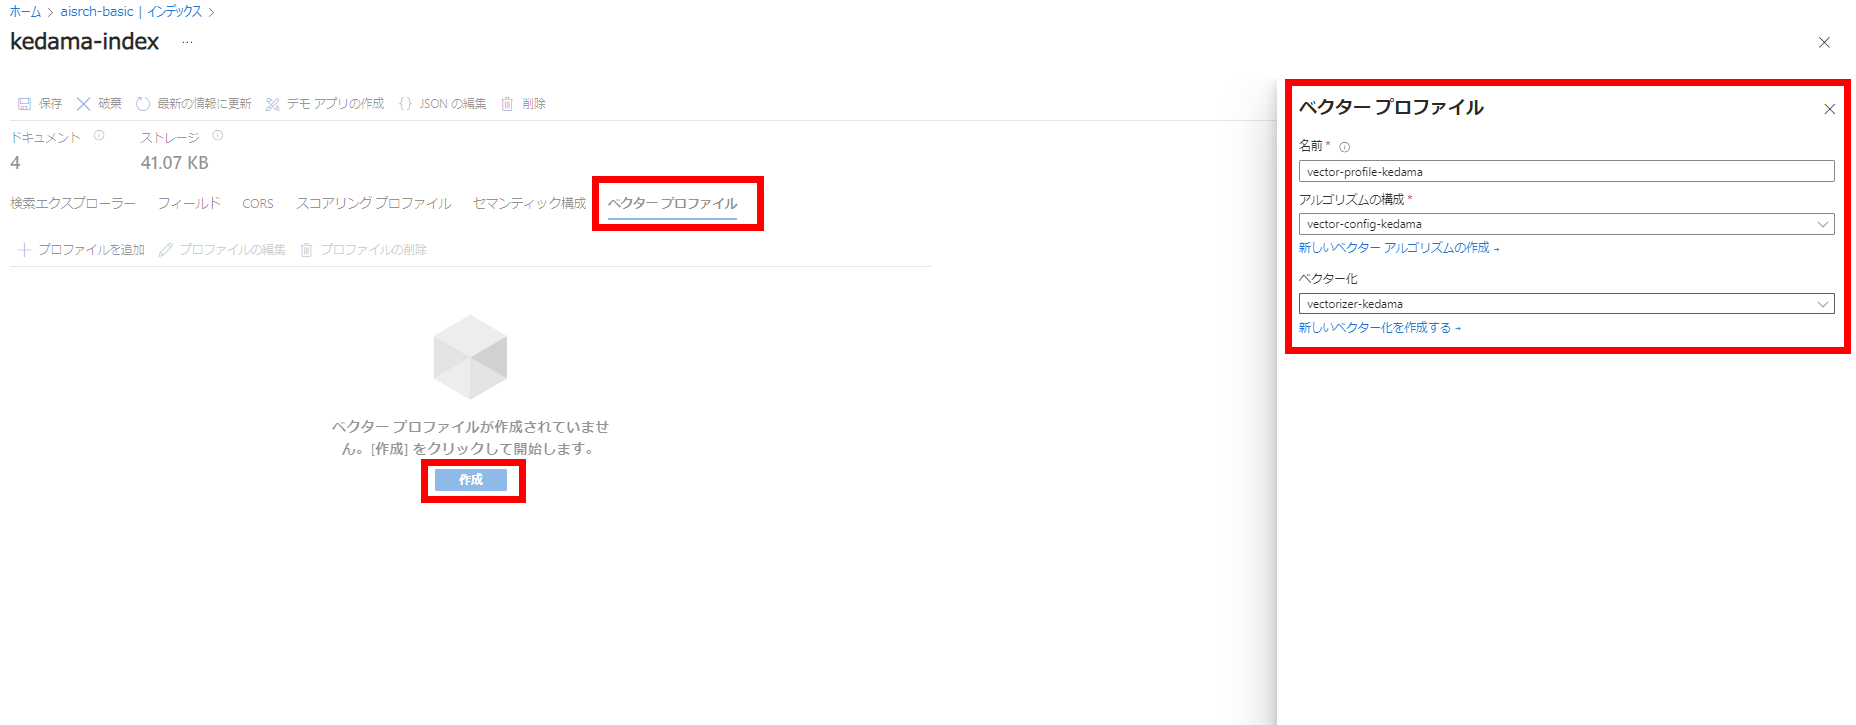 ホーム > aisrch-basic | インデックス >
kedama-index ...
保存 破棄 最新の情報に更新 デモ アプリの作成 {} JSON の編集 削除
ドキュメント ストレージ
4 41.07 KB
検索エクスプローラー フィールド CORS スコアリング プロファイル セマンティック構成 ベクター プロファイル
プロファイルを追加 プロファイルの編集 プロファイルの削除
ベクター プロファイルが作成されていませ
ん。[作成] をクリックして開始します。
作成
ベクター プロファイル
名前 *
vector-profile-kedama
アルゴリズムの構成 *
vector-config-kedama
新しいベクター アルゴリズムの作成 →
ベクター化
vectorizer-kedama
新しいベクター化を作成する →